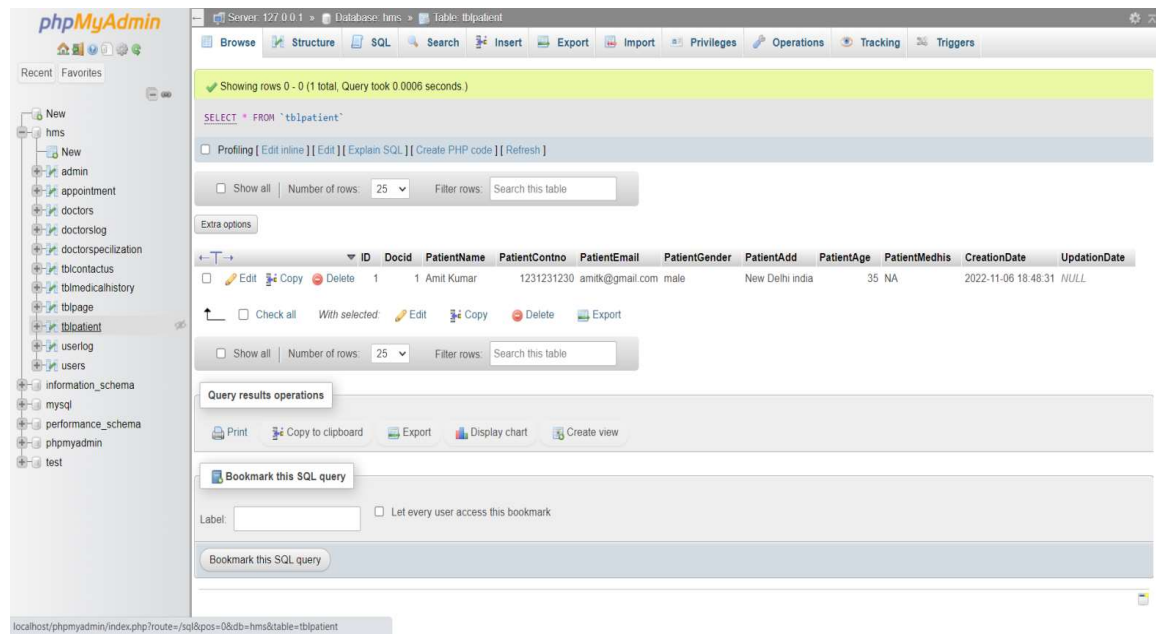 phpMyAdmin
Recent Favorites
New
hms
New
admin
appointment
doctors
doctorslog
doctorspecilization
tblcontactus
tblmedicalhistory
tblpage
tblpatient
userlog
users
information_schema
mysql
performance_schema
phpmyadmin
test
Server: 127.0.0.1 » Database: hms » Table: tblpatient
Browse Structure SQL Search Insert Export Import Privileges Operations Tracking Triggers
Showing rows 0 - 0 (1 total, Query took 0.0006 seconds.)
SELECT * FROM `tblpatient`
Profiling [ Edit inline ] [ Edit ] [ Explain SQL ] [ Create PHP code ] [ Refresh ]
Show all | Number of rows: 25 Filter rows: Search this table
Extra options
←T→ ID Docid PatientName PatientContno PatientEmail PatientGender PatientAdd PatientAge PatientMedhis CreationDate UpdationDate
Edit Copy Delete 1 1 Amit Kumar 1231231230 amitk@gmail.com male New Delhi india 35 NA 2022-11-06 18:48:31 NULL
Check all With selected: Edit Copy Delete Export
Show all | Number of rows: 25 Filter rows: Search this table
Query results operations
Print Copy to clipboard Export Display chart Create view
Bookmark this SQL query
Label: Let every user access this bookmark
Bookmark this SQL query
localhost/phpmyadmin/index.php?route=/sql&pos=0&db=hms&table=tblpatient